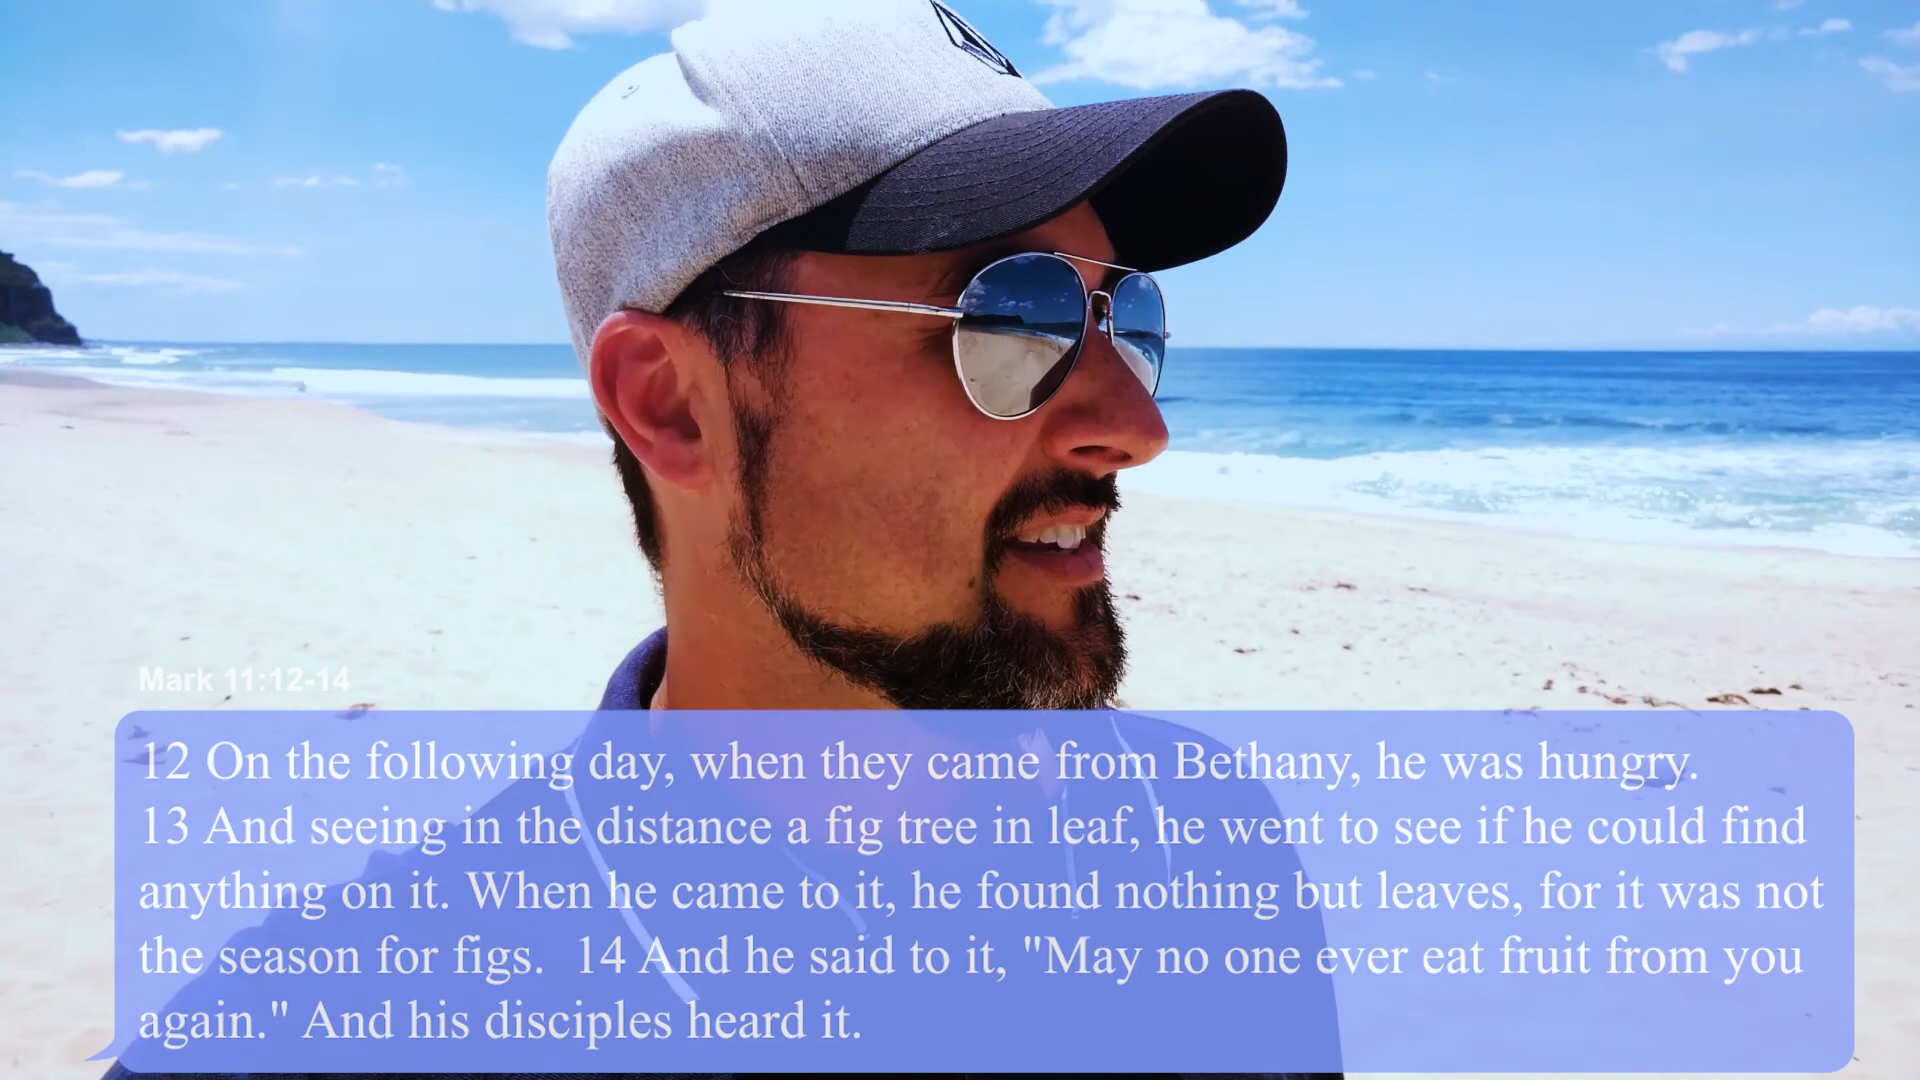 Mark 11:12-14
12 On the following day, when they came from Bethany, he was hungry.
13 And seeing in the distance a fig tree in leaf, he went to see if he could find
anything on it. When he came to it, he found nothing but leaves, for it was not
the season for figs.  14 And he said to it, "May no one ever eat fruit from you
again." And his disciples heard it.